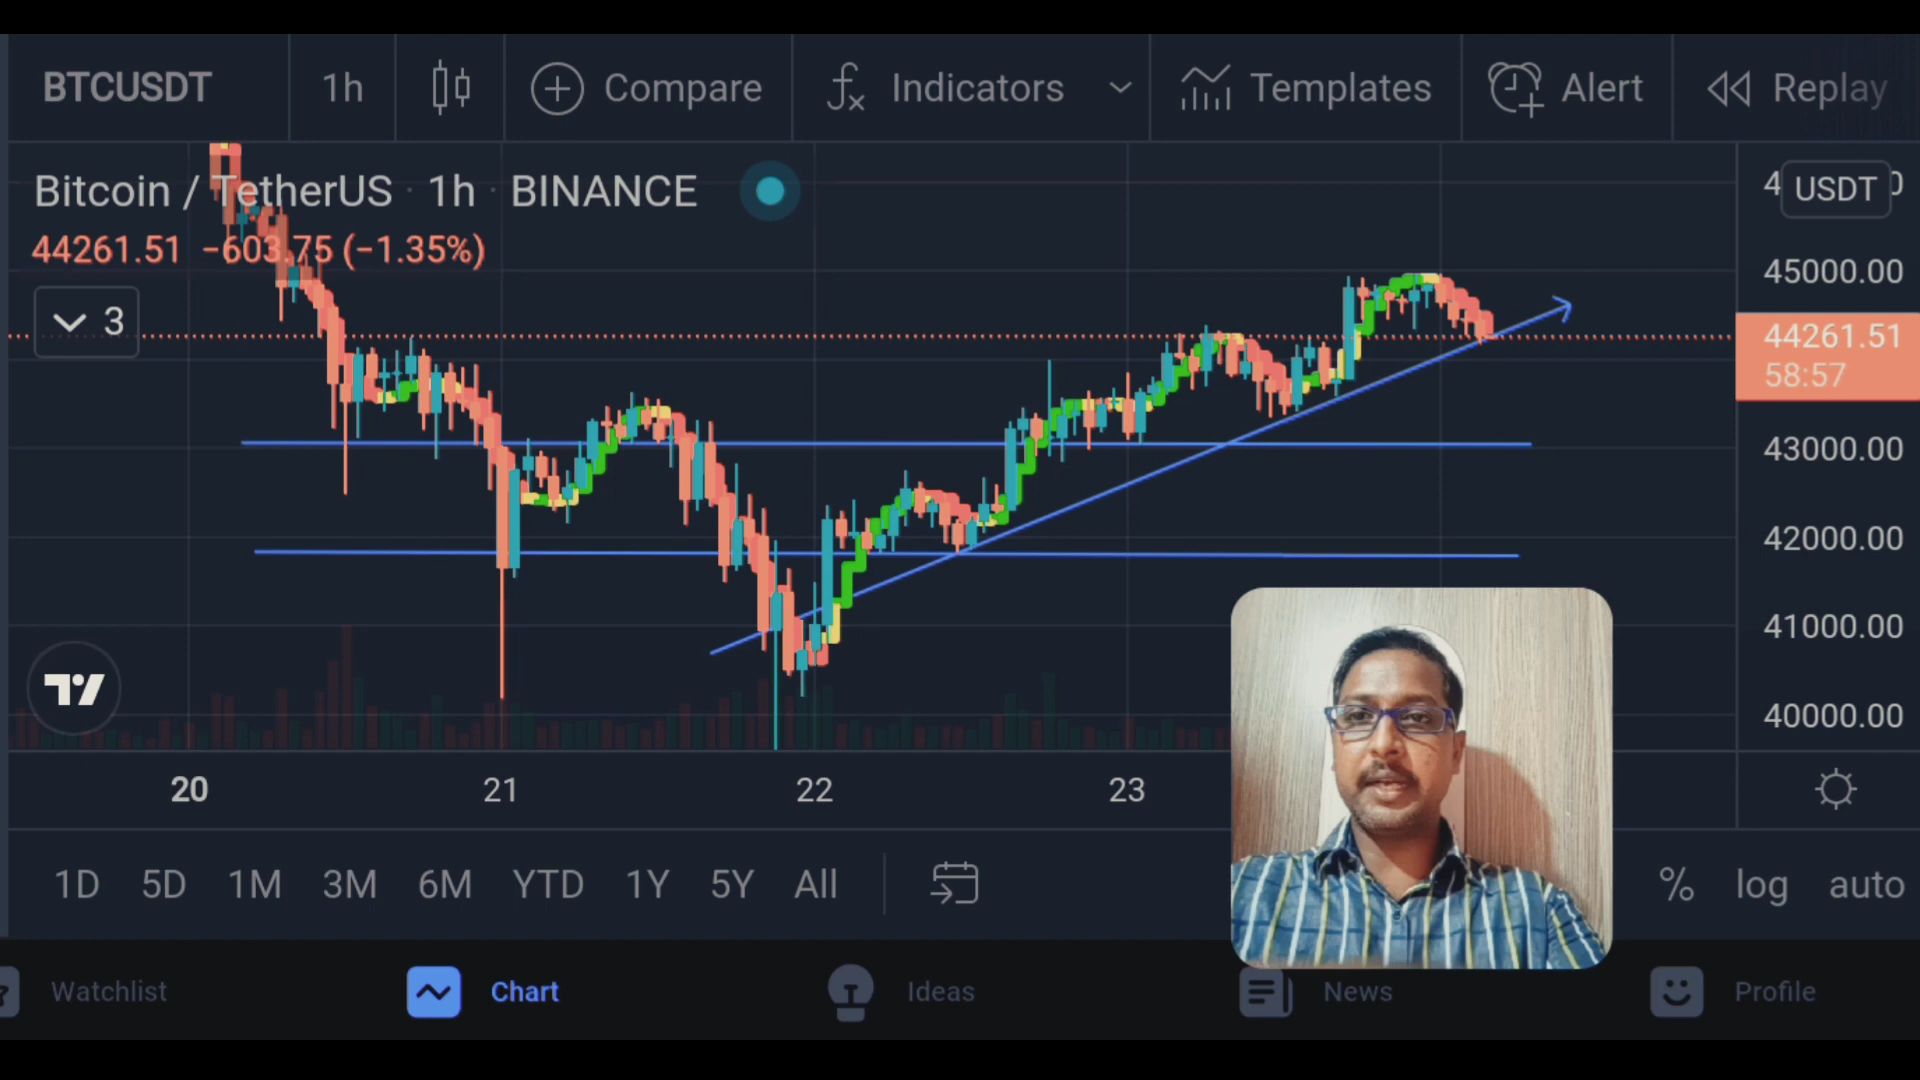 BTCUSDT 1h Compare Indicators Templates Alert Replay
Bitcoin / TetherUS · 1h · BINANCE
USDT
44261.51 −603.75 (−1.35%)
45000.00
3
44261.51
58:57
43000.00
42000.00
41000.00
40000.00
20 21 22 23
1D 5D 1M 3M 6M YTD 1Y 5Y All % log auto
Watchlist Chart Ideas News Profile